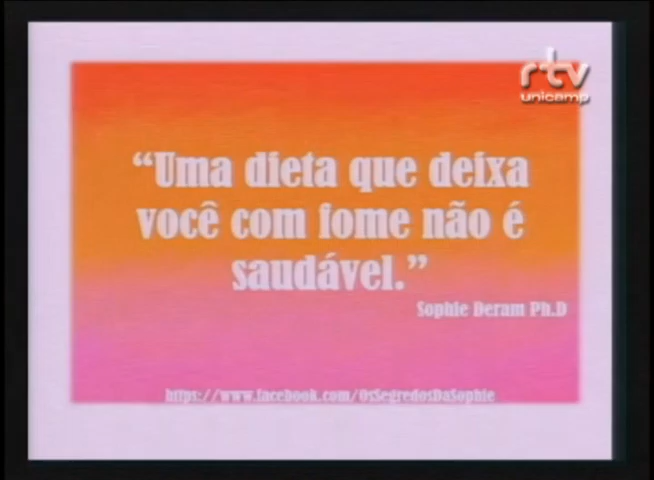 rtv
unicamp
“Uma dieta que deixa
você com fome não é
saudável.”
Sophie Deram Ph.D
https://www.facebook.com/OsSegredosDaSophie